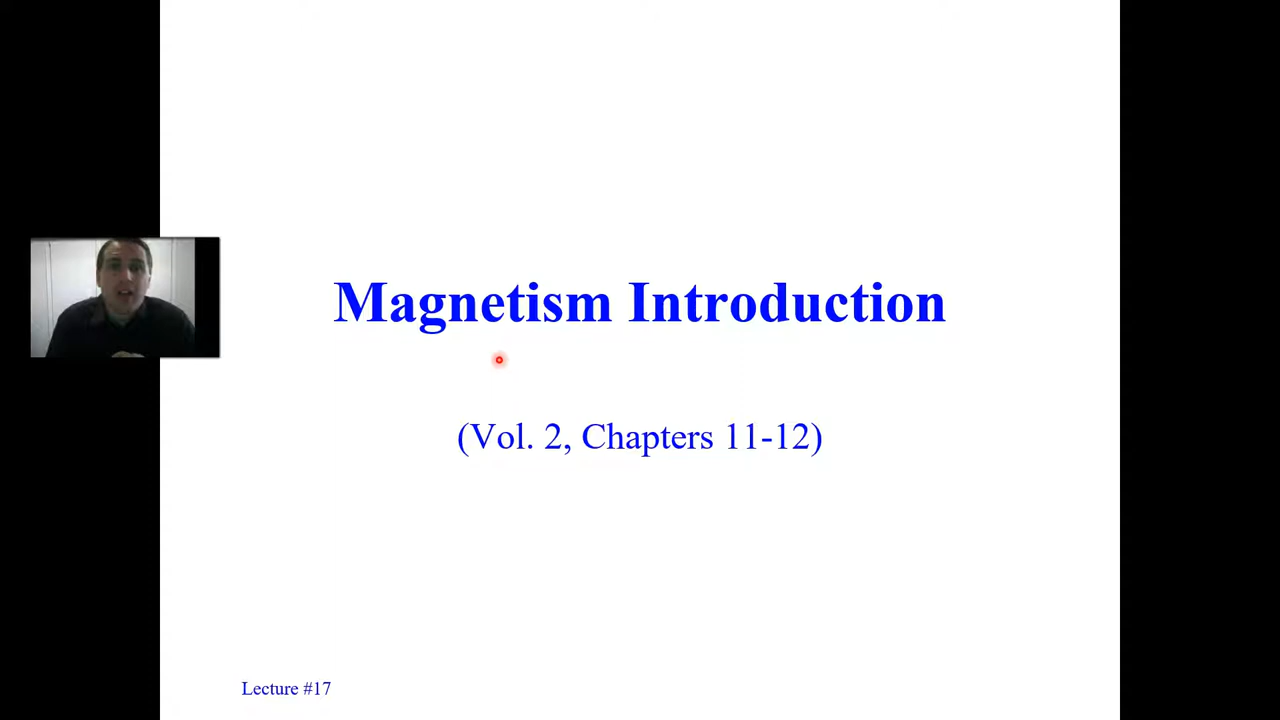 Magnetism Introduction
(Vol. 2, Chapters 11-12)
Lecture #17